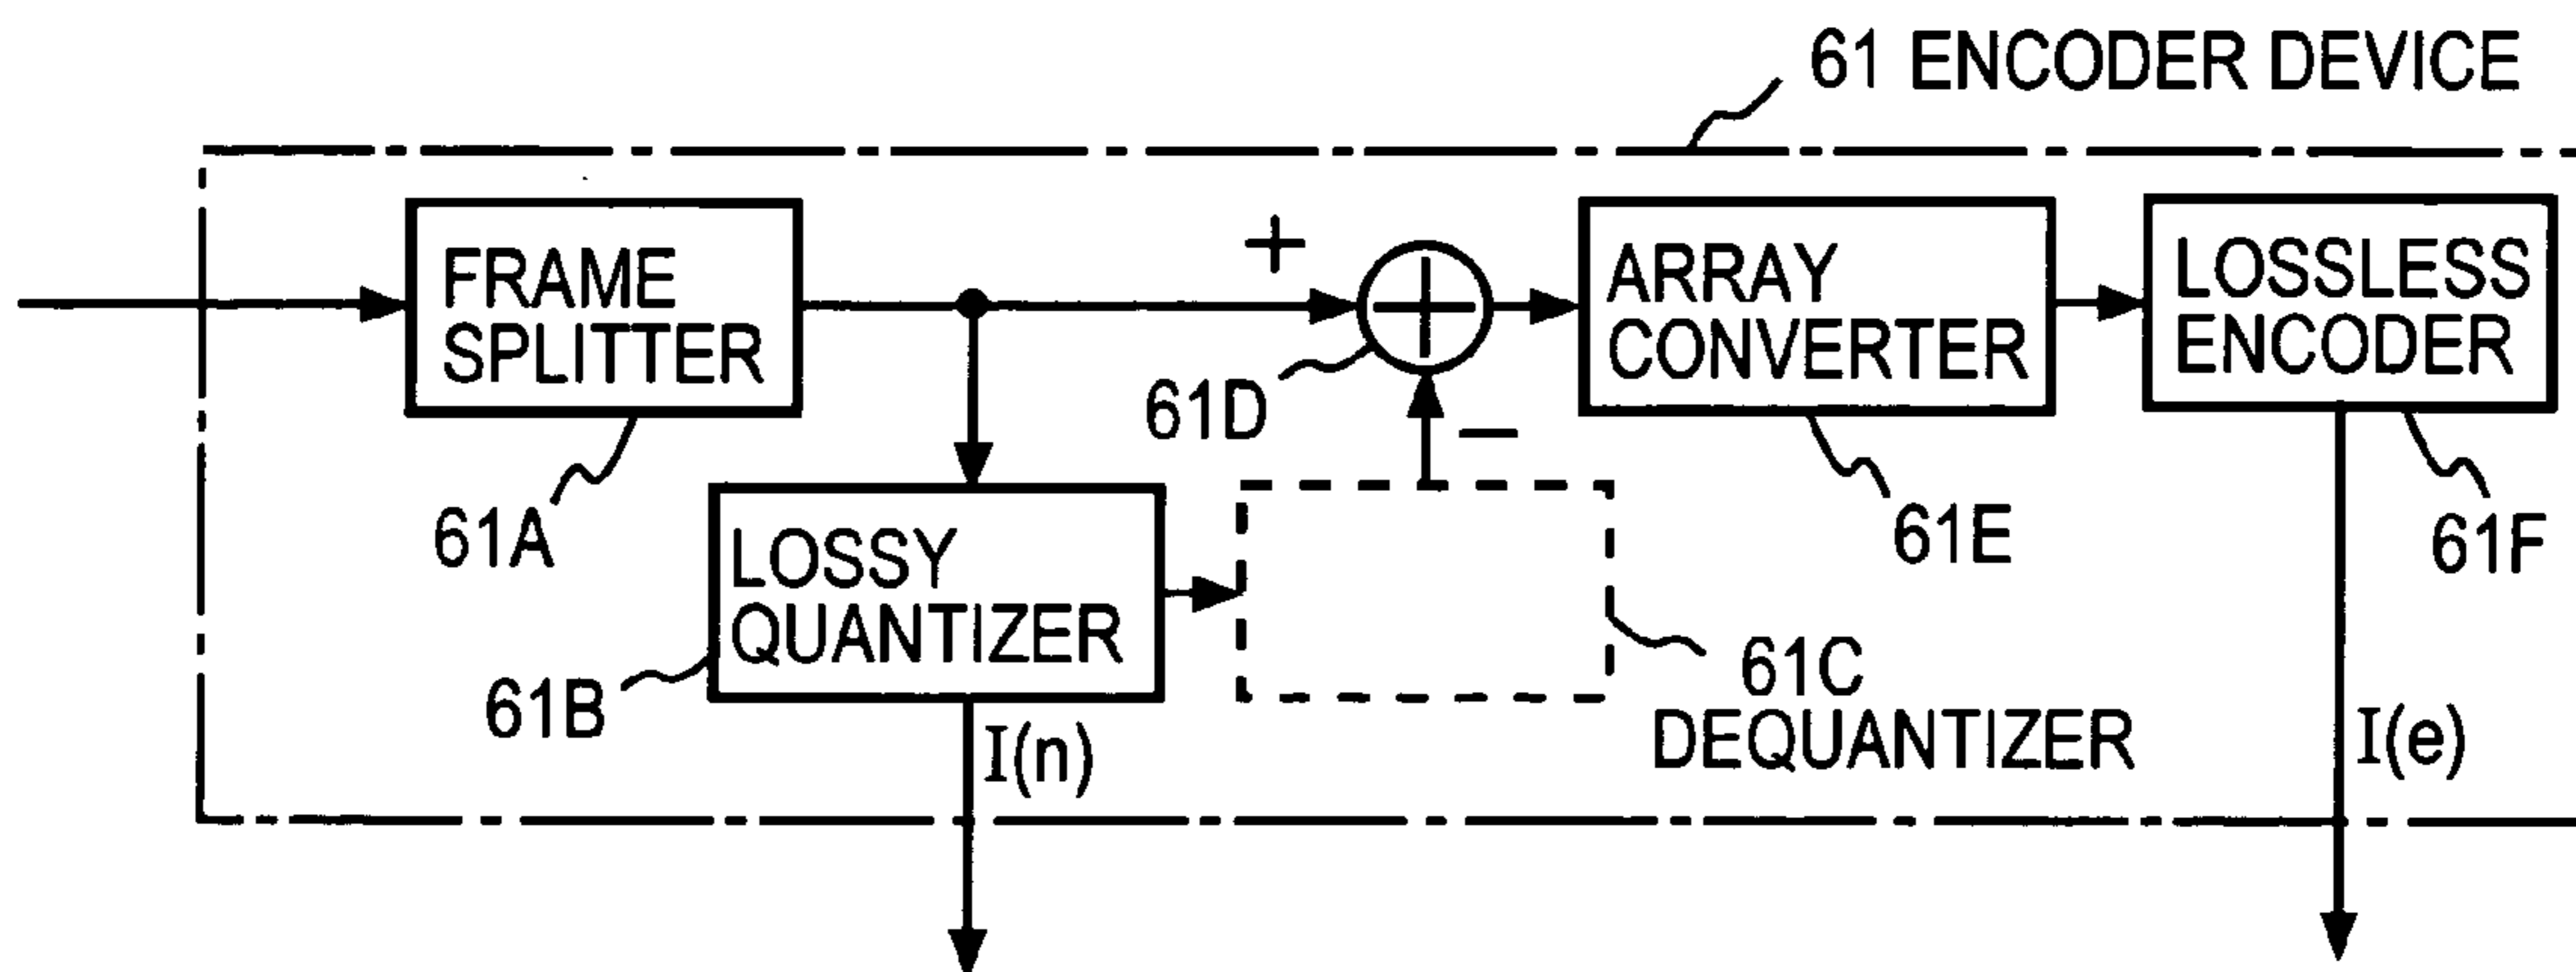 61 ENCODER DEVICE
FRAME
SPLITTER
+
ARRAY
CONVERTER
LOSSLESS
ENCODER
61D
−
61A
LOSSY
QUANTIZER
61E
61F
61B
61C
DEQUANTIZER
I(n)
I(e)